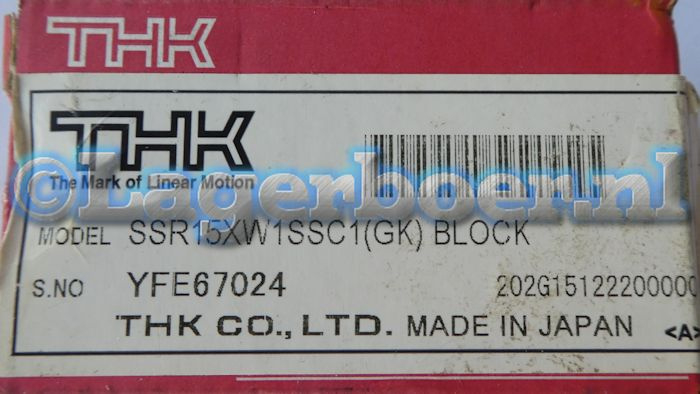 THK
THK
The Mark of Linear Motion
©Lagerboer.nl
MODEL SSR15XW1SSC1(GK) BLOCK
S.NO YFE67024 202G15122200000
THK CO., LTD. MADE IN JAPAN <A>